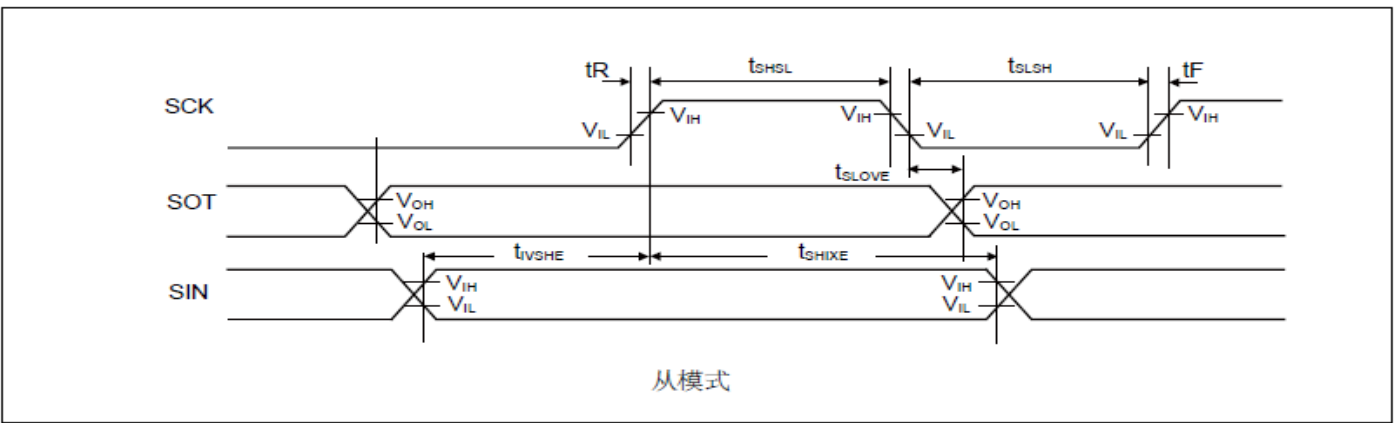 tR tSHSL tSLSH tF
SCK VIH VIH VIH
VIL VIL VIL
tSLOVE
SOT VOH VOH
VOL VOL
tIVSHE tSHIXE
SIN VIH VIH
VIL VIL
从模式